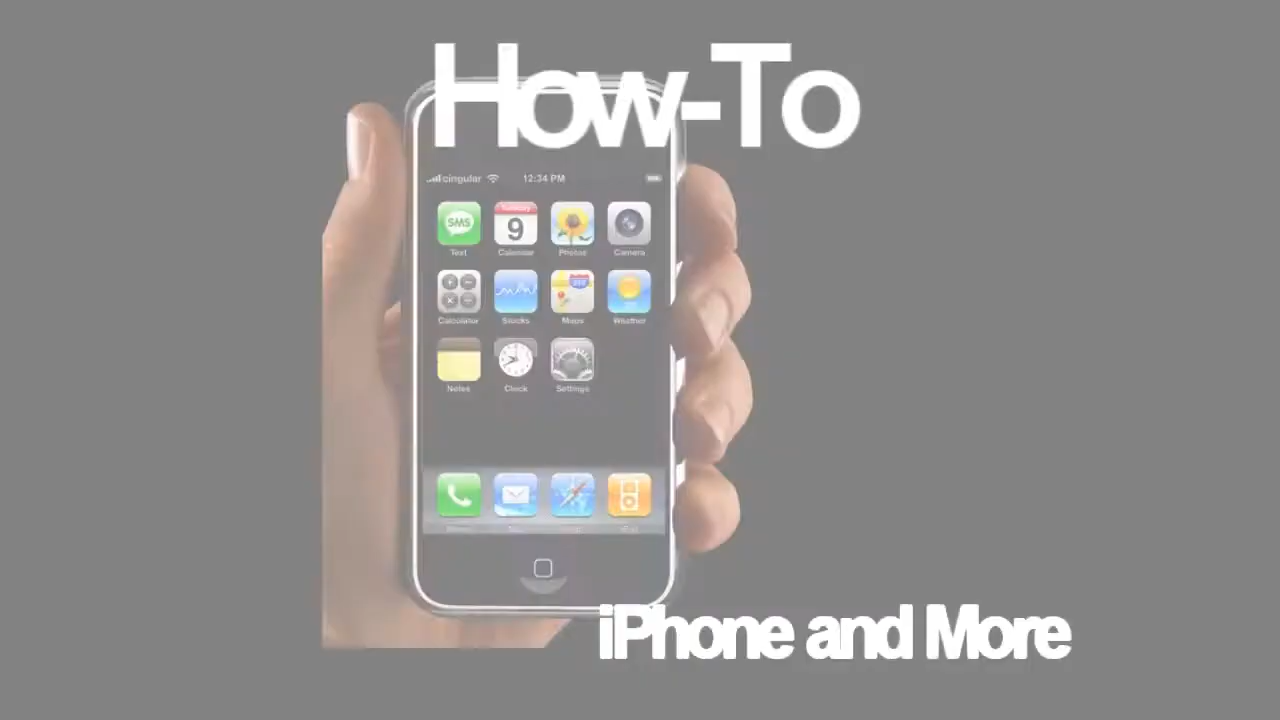 How-To
cingular 12:34 PM
SMS Tuesday 9
Text Calendar Photos Camera
Calculator Stocks Maps Weather
Notes Clock Settings
iPhone and More